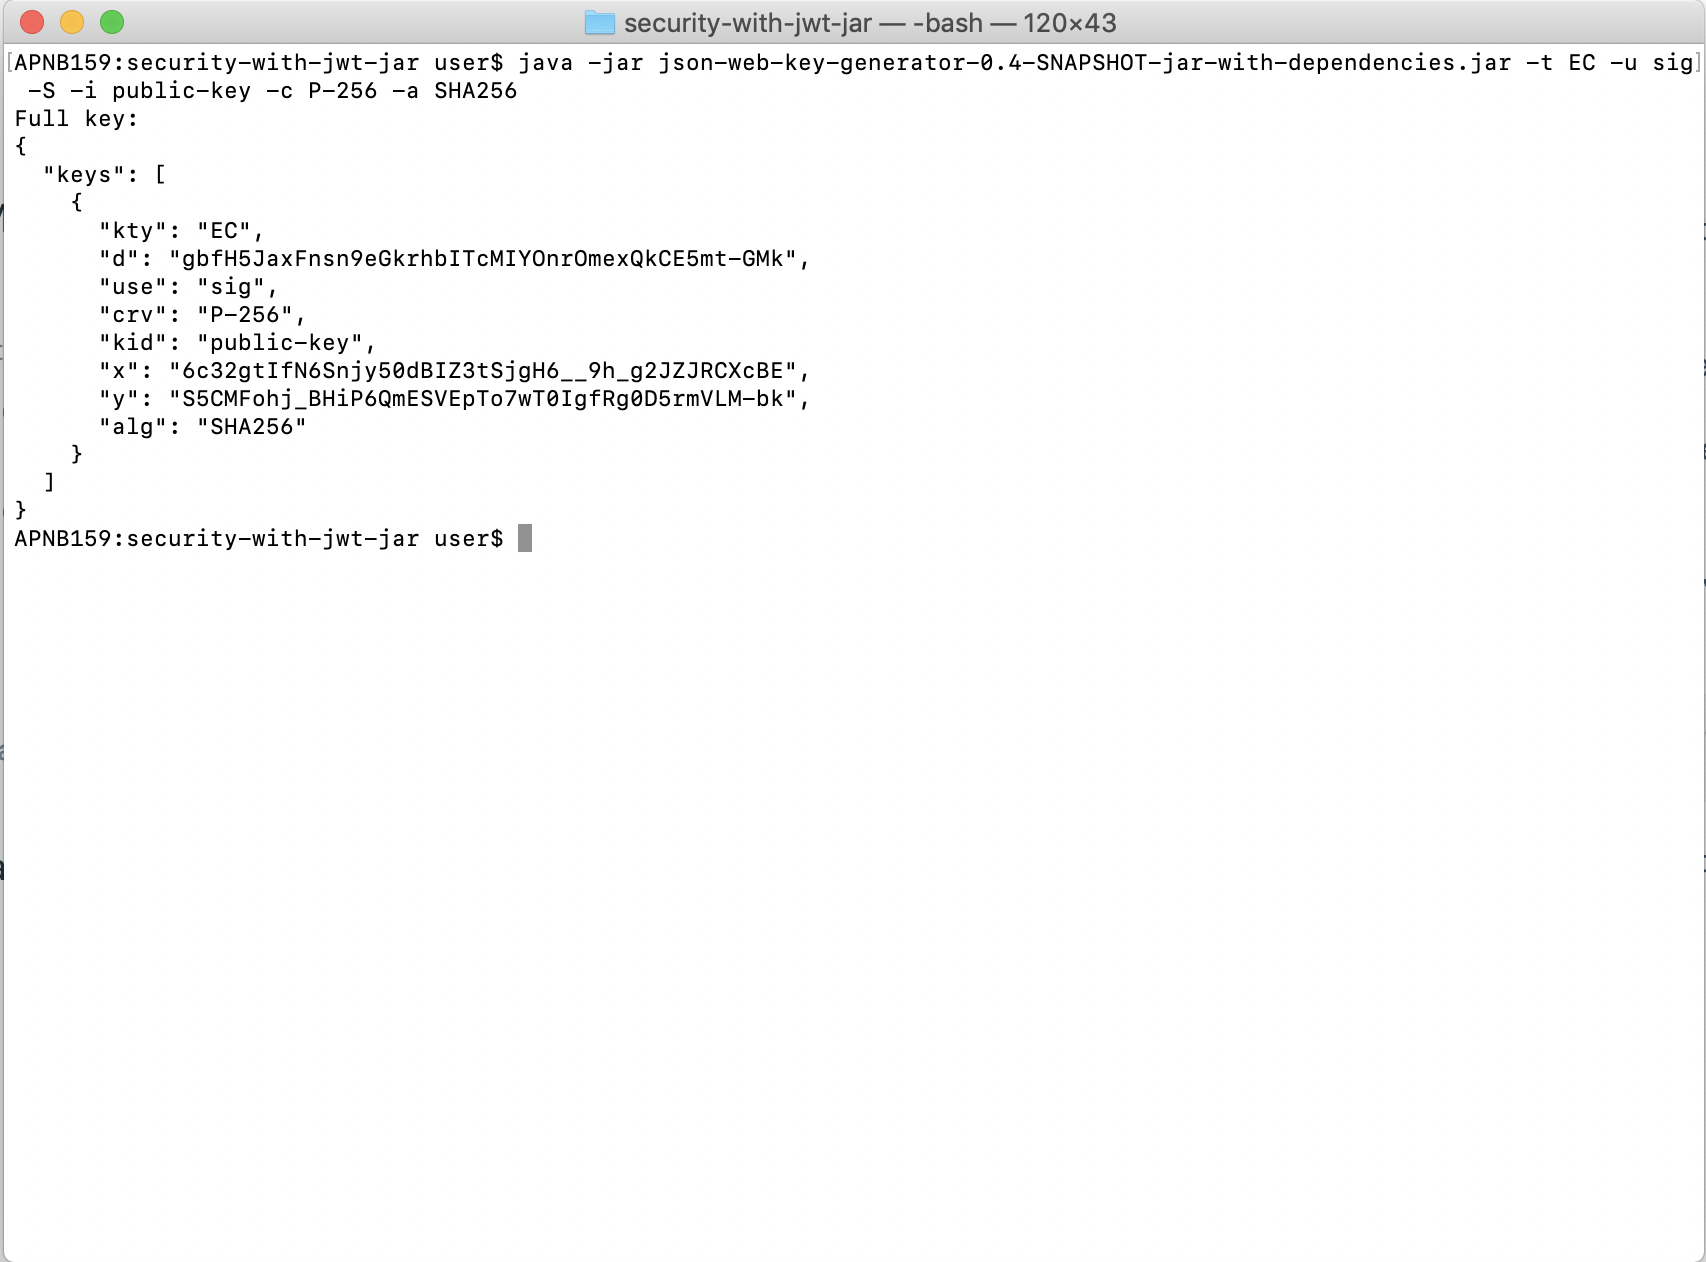 security-with-jwt-jar — -bash — 120×43
[APNB159:security-with-jwt-jar user$ java -jar json-web-key-generator-0.4-SNAPSHOT-jar-with-dependencies.jar -t EC -u sig]
 -S -i public-key -c P-256 -a SHA256
Full key:
{
  "keys": [
    {
      "kty": "EC",
      "d": "gbfH5JaxFnsn9eGkrhbITcMIYOnrOmexQkCE5mt-GMk",
      "use": "sig",
      "crv": "P-256",
      "kid": "public-key",
      "x": "6c32gtIfN6Snjy50dBIZ3tSjgH6__9h_g2JZJRCXcBE",
      "y": "S5CMFohj_BHiP6QmESVEpTo7wT0IgfRg0D5rmVLM-bk",
      "alg": "SHA256"
    }
  ]
}
APNB159:security-with-jwt-jar user$